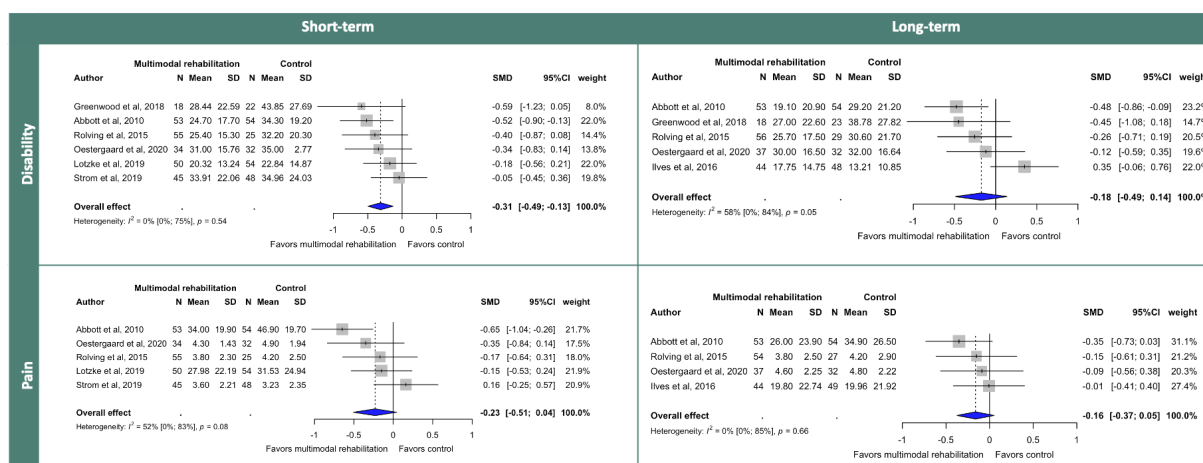 Short-term
Long-term
Disability
Multimodal rehabilitation Control
Author N Mean SD N Mean SD SMD 95%CI weight
Greenwood et al, 2018 18 28.44 22.59 22 43.85 27.69 -0.59 [-1.23; 0.05] 8.0%
Abbott et al, 2010 53 24.70 17.70 54 34.30 19.20 -0.52 [-0.90; -0.13] 22.0%
Rolving et al, 2015 55 25.40 15.30 25 32.20 20.30 -0.40 [-0.87; 0.08] 14.4%
Oestergaard et al, 2020 34 31.00 15.76 32 35.00 2.77 -0.34 [-0.83; 0.14] 13.8%
Lotzke et al, 2019 50 20.32 13.24 54 22.84 14.87 -0.18 [-0.56; 0.21] 22.0%
Strom et al, 2019 45 33.91 22.06 48 34.96 24.03 -0.05 [-0.45; 0.36] 19.8%
Overall effect . . -0.31 [-0.49; -0.13] 100.0%
Heterogeneity: I² = 0% [0%; 75%], p = 0.54
-1 -0.5 0 0.5 1
Favors multimodal rehabilitation Favors control
Multimodal rehabilitation Control
Author N Mean SD N Mean SD SMD 95%CI weight
Abbott et al, 2010 53 19.10 20.90 54 29.20 21.20 -0.48 [-0.86; -0.09] 23.2%
Greenwood et al, 2018 18 27.00 22.60 23 38.78 27.82 -0.45 [-1.08; 0.18] 14.7%
Rolving et al, 2015 56 25.70 17.50 29 30.60 21.70 -0.26 [-0.71; 0.19] 20.5%
Oestergaard et al, 2020 37 30.00 16.50 32 32.00 16.64 -0.12 [-0.59; 0.35] 19.6%
Ilves et al, 2016 44 17.75 14.75 48 13.21 10.85 0.35 [-0.06; 0.76] 22.0%
Overall effect . . -0.18 [-0.49; 0.14] 100.0%
Heterogeneity: I² = 58% [0%; 84%], p = 0.05
-1 -0.5 0 0.5 1
Favors multimodal rehabilitation Favors control
Pain
Multimodal rehabilitation Control
Author N Mean SD N Mean SD SMD 95%CI weight
Abbott et al, 2010 53 34.00 19.90 54 46.90 19.70 -0.65 [-1.04; -0.26] 21.7%
Oestergaard et al, 2020 34 4.30 1.43 32 4.90 1.94 -0.35 [-0.84; 0.14] 17.5%
Rolving et al, 2015 55 3.80 2.30 25 4.20 2.50 -0.17 [-0.64; 0.31] 18.0%
Lotzke et al, 2019 50 27.98 22.19 54 31.53 24.94 -0.15 [-0.53; 0.24] 21.9%
Strom et al, 2019 45 3.60 2.21 48 3.23 2.35 0.16 [-0.25; 0.57] 20.9%
Overall effect . . -0.23 [-0.51; 0.04] 100.0%
Heterogeneity: I² = 52% [0%; 83%], p = 0.08
-1 -0.5 0 0.5 1
Favors multimodal rehabilitation Favors control
Multimodal rehabilitation Control
Author N Mean SD N Mean SD SMD 95%CI weight
Abbott et al, 2010 53 26.00 23.90 54 34.90 26.50 -0.35 [-0.73; 0.03] 31.1%
Rolving et al, 2015 54 3.80 2.50 27 4.20 2.90 -0.15 [-0.61; 0.31] 21.2%
Oestergaard et al, 2020 37 4.60 2.25 32 4.80 2.22 -0.09 [-0.56; 0.38] 20.3%
Ilves et al, 2016 44 19.80 22.74 49 19.96 21.92 -0.01 [-0.41; 0.40] 27.4%
Overall effect . . -0.16 [-0.37; 0.05] 100.0%
Heterogeneity: I² = 0% [0%; 85%], p = 0.66
-1 -0.5 0 0.5 1
Favors multimodal rehabilitation Favors control